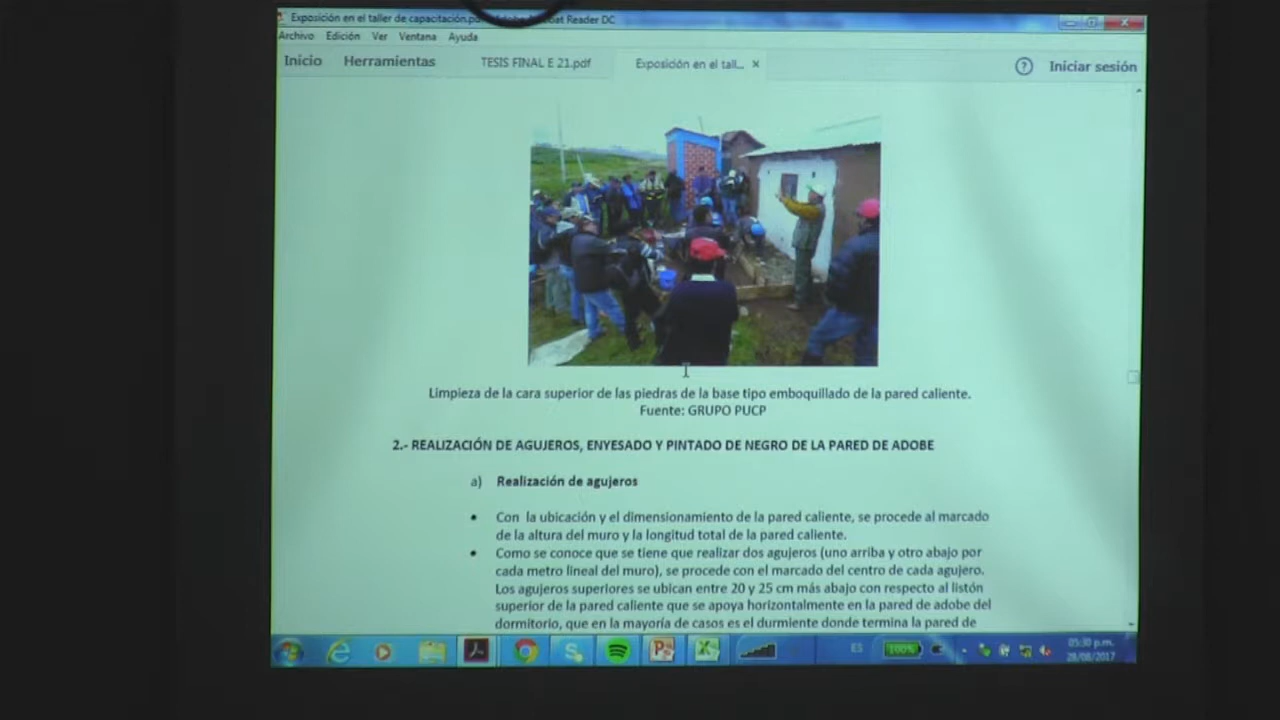 Exposición en el taller de capacitación.pdf - Adobe Acrobat Reader DC
Archivo Edición Ver Ventana Ayuda
Inicio Herramientas TESIS FINAL E 21.pdf Exposición en el tall... × ? Iniciar sesión
Limpieza de la cara superior de las piedras de la base tipo emboquillado de la pared caliente.
Fuente: GRUPO PUCP
2.- REALIZACIÓN DE AGUJEROS, ENYESADO Y PINTADO DE NEGRO DE LA PARED DE ADOBE
a) Realización de agujeros
• Con la ubicación y el dimensionamiento de la pared caliente, se procede al marcado
de la altura del muro y la longitud total de la pared caliente.
• Como se conoce que se tiene que realizar dos agujeros (uno arriba y otro abajo por
cada metro lineal del muro), se procede con el marcado del centro de cada agujero.
Los agujeros superiores se ubican entre 20 y 25 cm más abajo con respecto al listón
superior de la pared caliente que se apoya horizontalmente en la pared de adobe del
dormitorio, que en la mayoría de casos es el durmiente donde termina la pared de
ES 100% 05:30 p.m.
28/08/2017